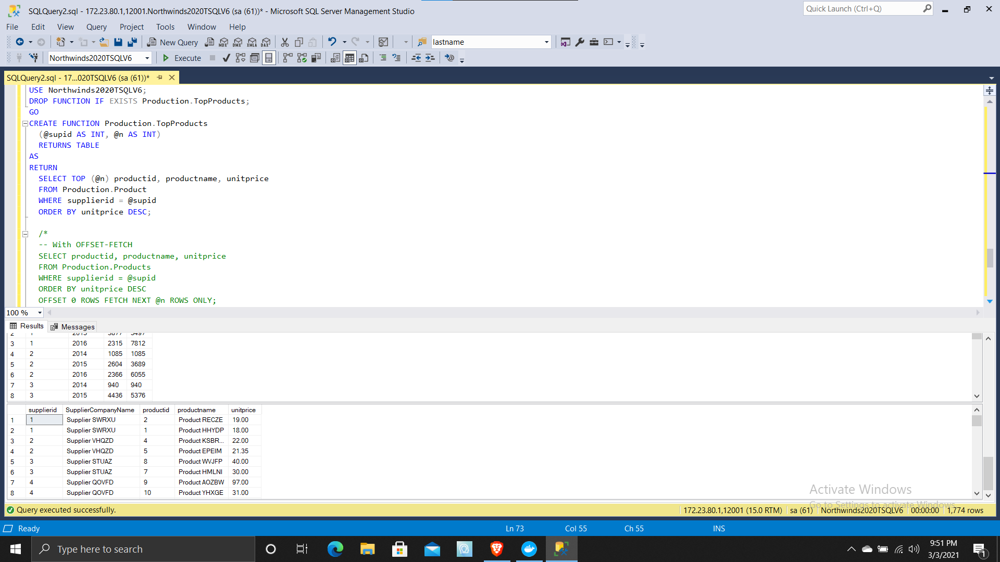 SQLQuery2.sql - 172.23.80.1,12001.Northwinds2020TSQLV6 (sa (61))* - Microsoft SQL Server Management Studio
Quick Launch (Ctrl+Q)
File Edit View Query Project Tools Window Help
New Query MDX DMX XMLA DAX lastname
Northwinds2020TSQLV6 Execute
SQLQuery2.sql - 17...020TSQLV6 (sa (61))*
USE Northwinds2020TSQLV6;
DROP FUNCTION IF EXISTS Production.TopProducts;
GO
CREATE FUNCTION Production.TopProducts
(@supid AS INT, @n AS INT)
RETURNS TABLE
AS
RETURN
SELECT TOP (@n) productid, productname, unitprice
FROM Production.Product
WHERE supplierid = @supid
ORDER BY unitprice DESC;
/*
-- With OFFSET-FETCH
SELECT productid, productname, unitprice
FROM Production.Products
WHERE supplierid = @supid
ORDER BY unitprice DESC
OFFSET 0 ROWS FETCH NEXT @n ROWS ONLY;
100 %
Results Messages
2 1 2015 3877 5497
3 1 2016 2315 7812
4 2 2014 1085 1085
5 2 2015 2604 3689
6 2 2016 2366 6055
7 3 2014 940 940
8 3 2015 4436 5376
supplierid SupplierCompanyName productid productname unitprice
1 1 Supplier SWRXU 2 Product RECZE 19.00
2 1 Supplier SWRXU 1 Product HHYDP 18.00
3 2 Supplier VHQZD 4 Product KSBR... 22.00
4 2 Supplier VHQZD 5 Product EPEIM 21.35
5 3 Supplier STUAZ 8 Product WVJFP 40.00
6 3 Supplier STUAZ 7 Product HMLNI 30.00
7 4 Supplier QOVFD 9 Product AOZBW 97.00
8 4 Supplier QOVFD 10 Product YHXGE 31.00
Activate Windows
Go to Settings to activate Windows.
Query executed successfully. 172.23.80.1,12001 (15.0 RTM) sa (61) Northwinds2020TSQLV6 00:00:00 1,774 rows
Ready Ln 73 Col 55 Ch 55 INS
Type here to search
9:51 PM
3/3/2021
1